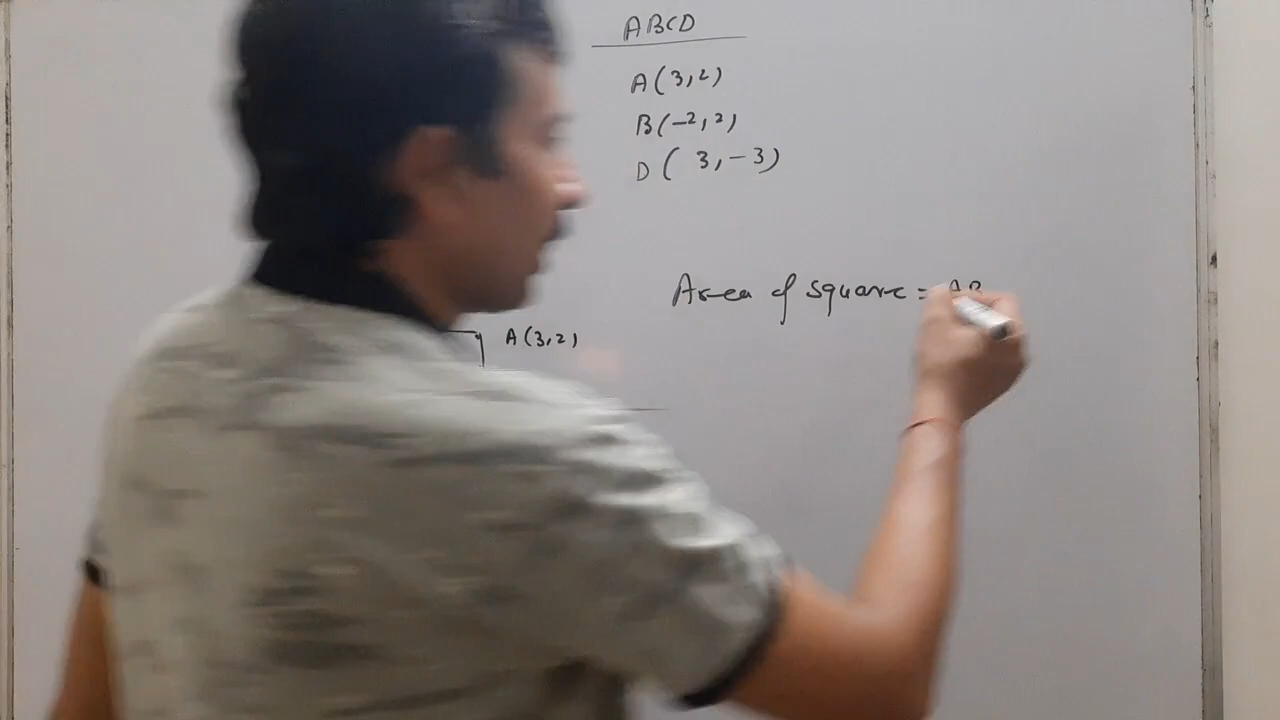 ABCD
A(3,2)
B(-2,2)
D(3,-3)
Area of square = AB
A(3,2)